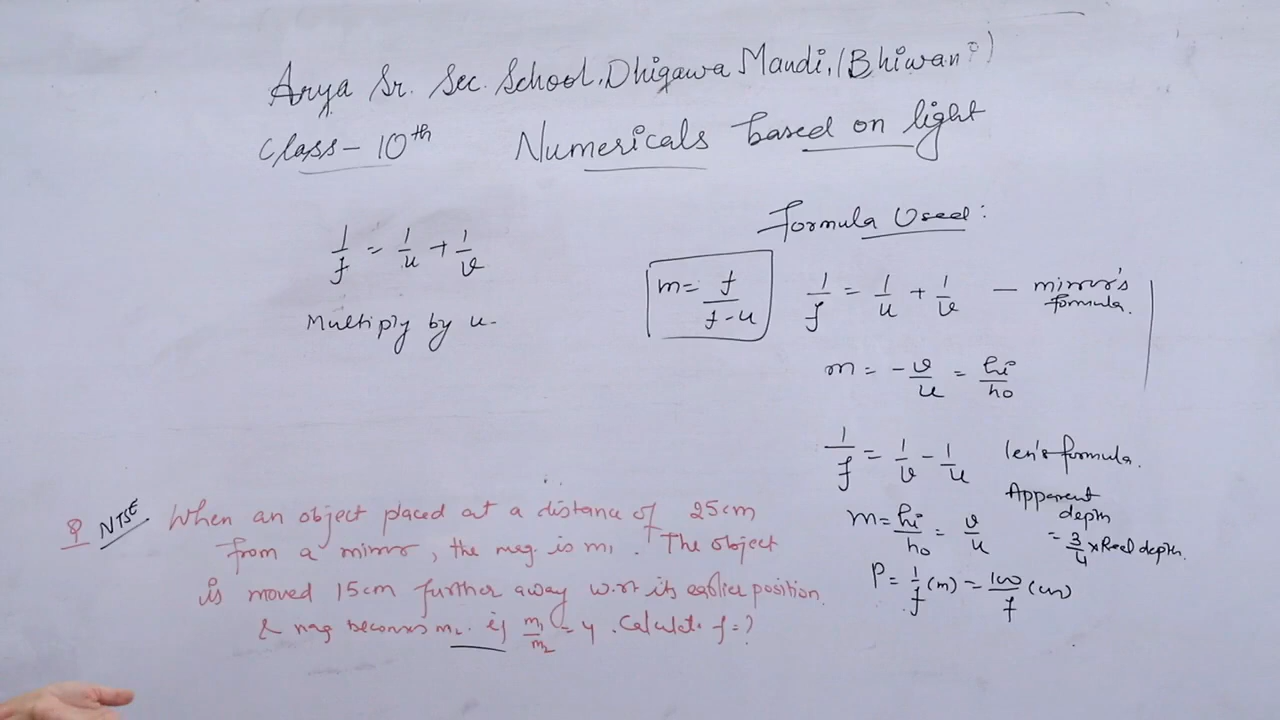 Arya Sr. Sec. School, Dhigawa Mandi, (Bhiwani)
Class - 10th Numericals based on light
1/f = 1/u + 1/v
Multiply by u.
Formula Used:
m = f/(f-u)
1/f = 1/u + 1/v - mirror's formula.
m = -v/u = hi/ho
1/f = 1/v - 1/u len's formula.
m = hi/ho = v/u
Apparent depth
= 3/4 x Real depth.
P = 1/f (m) = 100/f (cm)
Q NTSE When an object placed at a distance of 25cm
from a mirror, the mag. is m1. The object
is moved 15cm further away w.r.t its earlier position
& mag becomes m2. if m1/m2 = 4. Calculate f=?